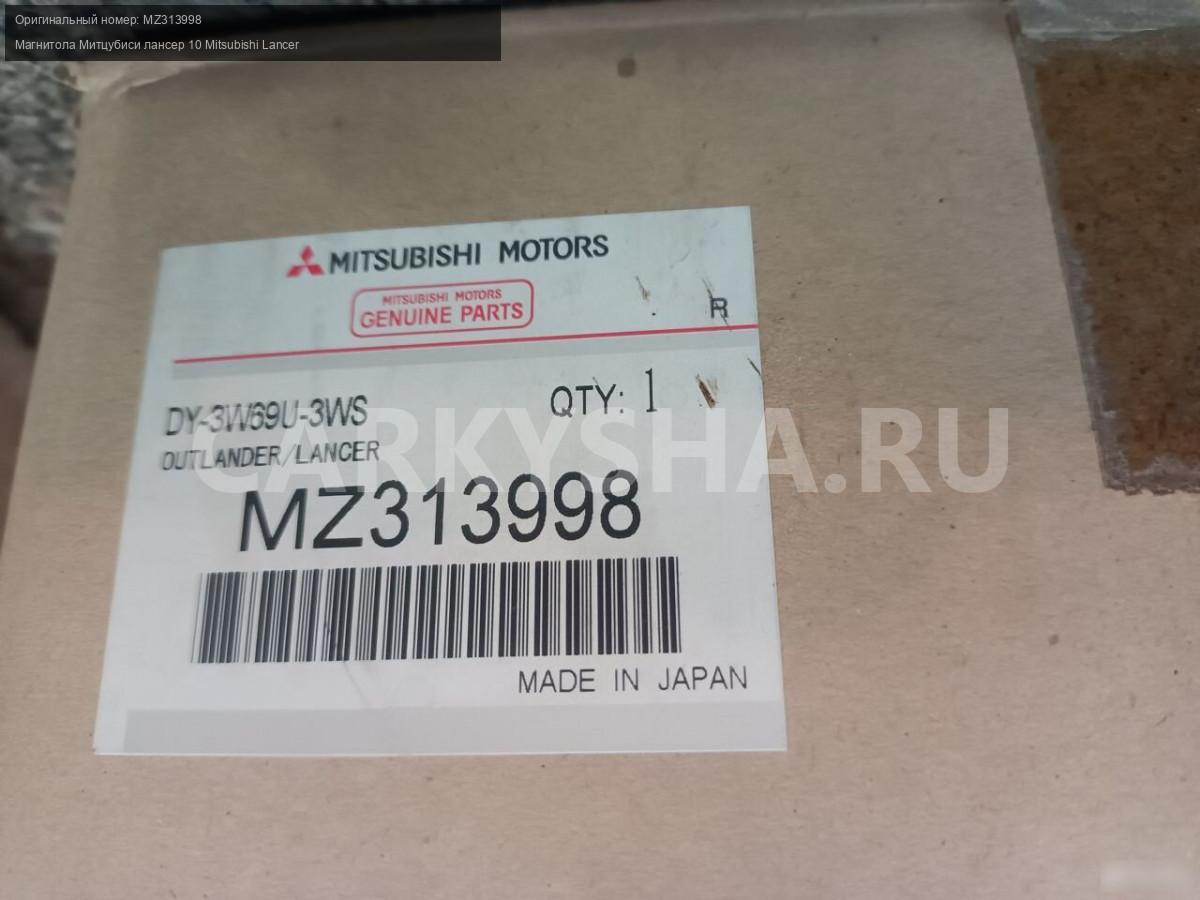 Оригинальный номер: MZ313998
Магнитола Митцубиси лансер 10 Mitsubishi Lancer
MITSUBISHI MOTORS
MITSUBISHI MOTORS
GENUINE PARTS
R
DY-3W69U-3WS
QTY: 1
OUTLANDER/LANCER
CARKYSHA.RU
MZ313998
MADE IN JAPAN